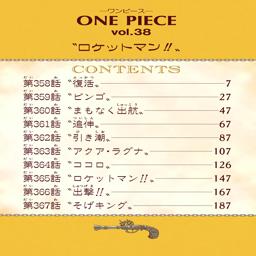 ーワンピースー
ONE PIECE
vol.38
〝ロケットマン!!〟
CONTENTS
第358話〝復活〟 7
第359話〝ビンゴ〟 27
第360話〝まもなく出航〟 47
第361話〝追伸〟 67
第362話〝引き潮〟 87
第363話〝アクア・ラグナ〟 107
第364話〝ココロ〟 126
第365話〝ロケットマン!!〟 147
第366話〝出撃!!〟 167
第367話〝そげキング〟 187